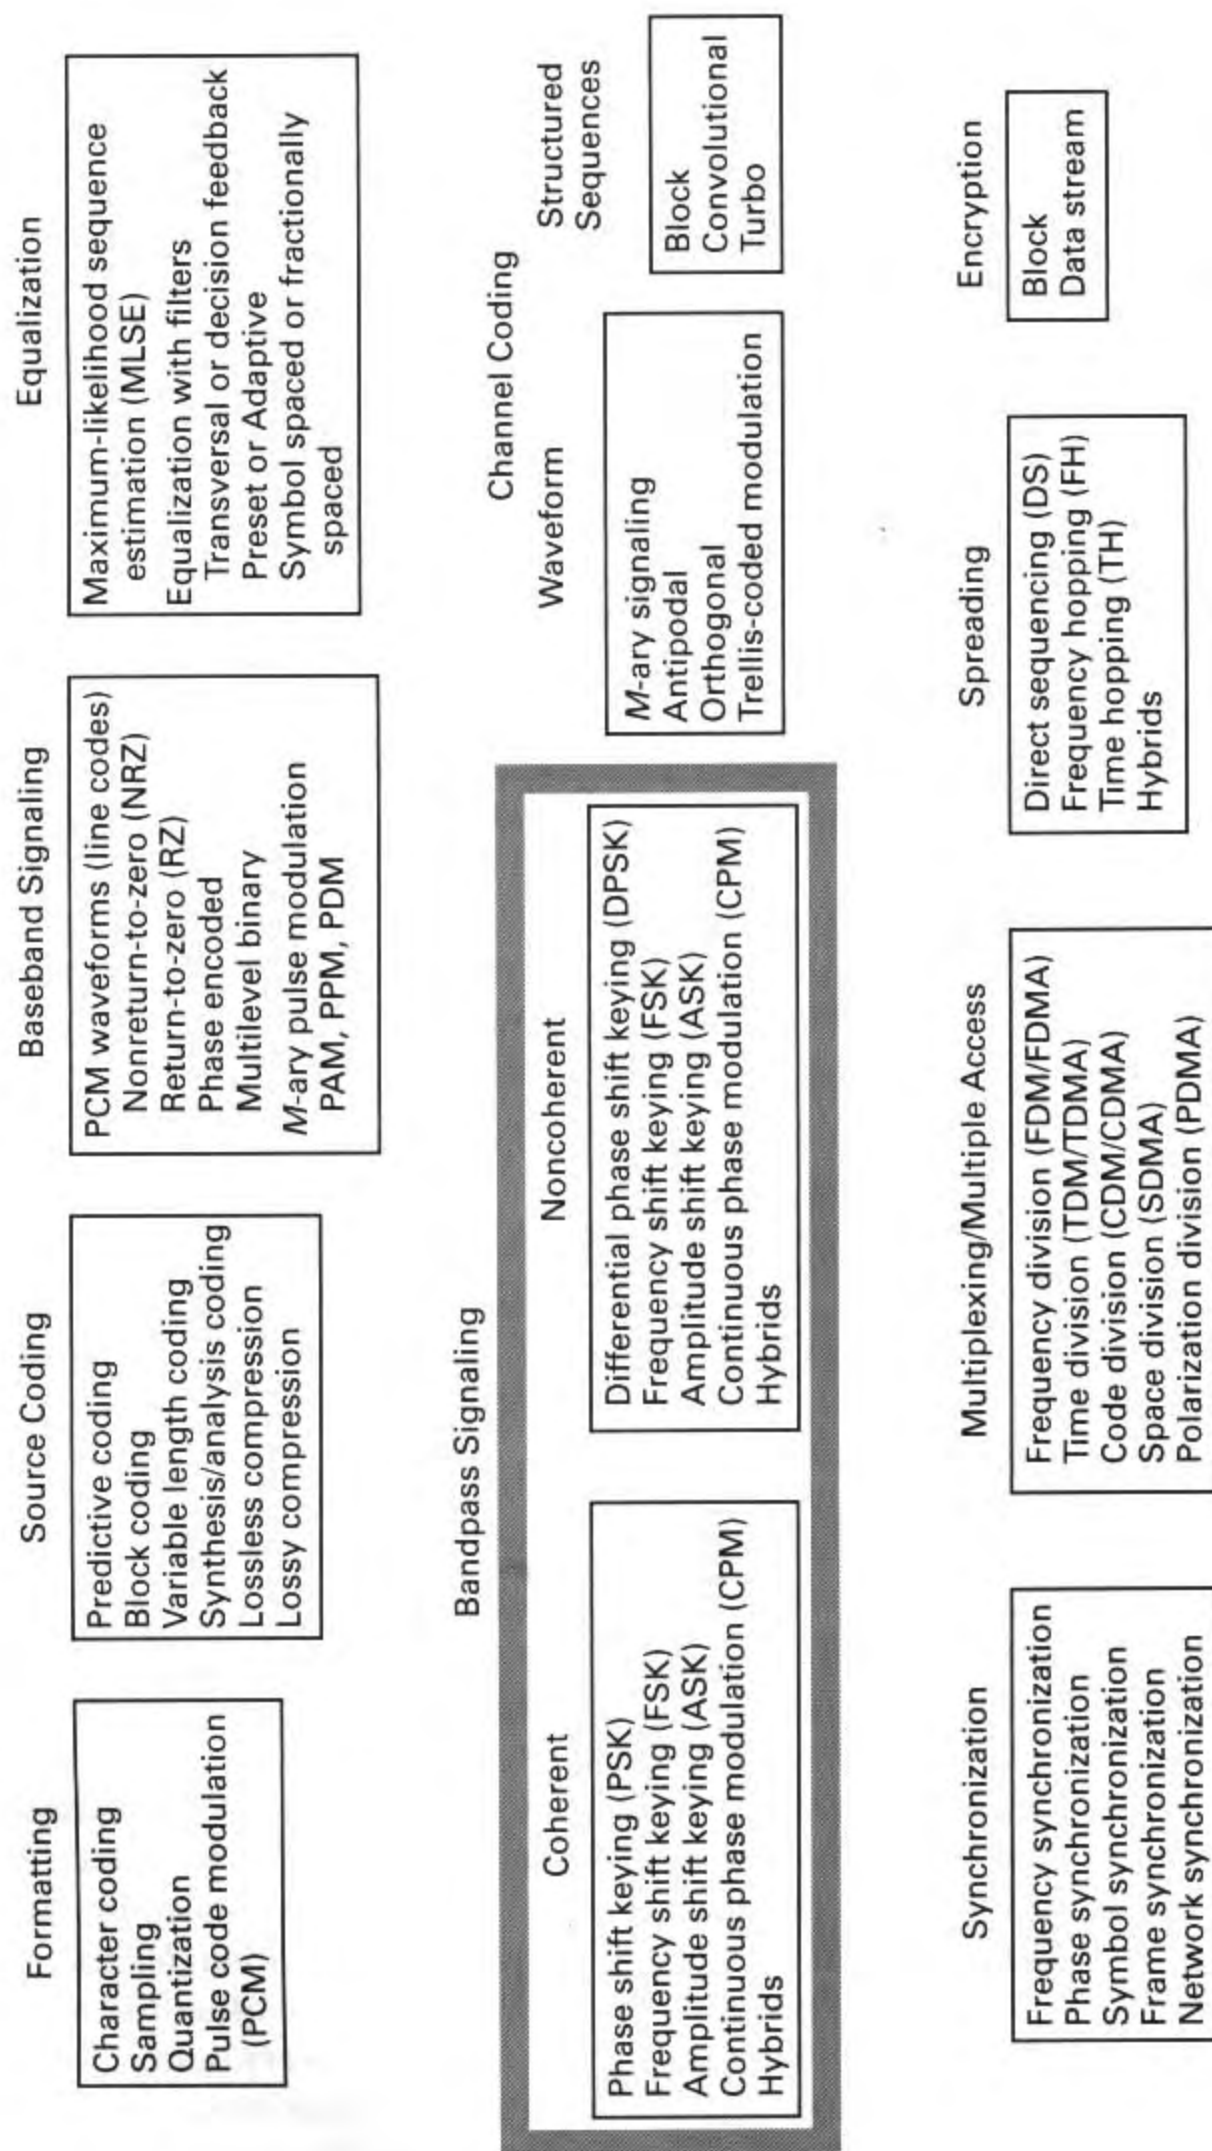 Formatting
Character coding
Sampling
Quantization
Pulse code modulation
(PCM)
Source Coding
Predictive coding
Block coding
Variable length coding
Synthesis/analysis coding
Lossless compression
Lossy compression
Baseband Signaling
PCM waveforms (line codes)
Nonreturn-to-zero (NRZ)
Return-to-zero (RZ)
Phase encoded
Multilevel binary
M-ary pulse modulation
PAM, PPM, PDM
Equalization
Maximum-likelihood sequence
estimation (MLSE)
Equalization with filters
Transversal or decision feedback
Preset or Adaptive
Symbol spaced or fractionally
spaced
Bandpass Signaling
Coherent
Phase shift keying (PSK)
Frequency shift keying (FSK)
Amplitude shift keying (ASK)
Continuous phase modulation (CPM)
Hybrids
Noncoherent
Differential phase shift keying (DPSK)
Frequency shift keying (FSK)
Amplitude shift keying (ASK)
Continuous phase modulation (CPM)
Hybrids
Channel Coding
Waveform
M-ary signaling
Antipodal
Orthogonal
Trellis-coded modulation
Structured
Sequences
Block
Convolutional
Turbo
Synchronization
Frequency synchronization
Phase synchronization
Symbol synchronization
Frame synchronization
Network synchronization
Multiplexing/Multiple Access
Frequency division (FDM/FDMA)
Time division (TDM/TDMA)
Code division (CDM/CDMA)
Space division (SDMA)
Polarization division (PDMA)
Spreading
Direct sequencing (DS)
Frequency hopping (FH)
Time hopping (TH)
Hybrids
Encryption
Block
Data stream